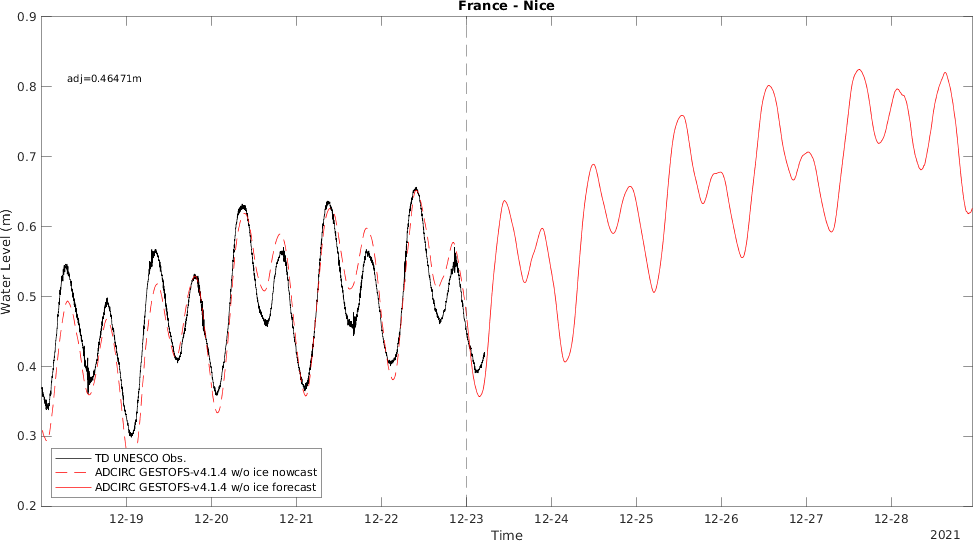 France - Nice
adj=0.46471m
Water Level (m)
0.9
0.8
0.7
0.6
0.5
0.4
0.3
0.2
TD UNESCO Obs.
ADCIRC GESTOFS-v4.1.4 w/o ice nowcast
ADCIRC GESTOFS-v4.1.4 w/o ice forecast
12-19 12-20 12-21 12-22 12-23 12-24 12-25 12-26 12-27 12-28
Time
2021